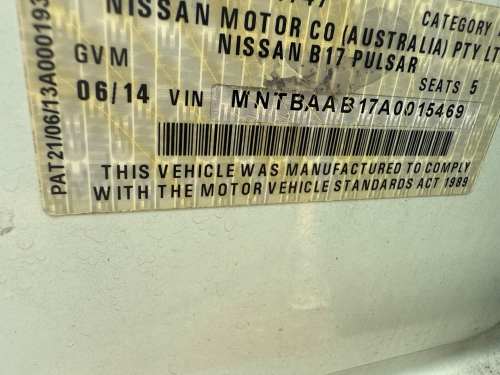 CATEGORY
NISSAN MOTOR CO (AUSTRALIA) PTY LT
NISSAN B17 PULSAR
GVM
SEATS 5
06/14 VIN MNTBAAB17A0015469
THIS VEHICLE WAS MANUFACTURED TO COMPLY
WITH THE MOTOR VEHICLE STANDARDS ACT 1989
PAT21/06/13A000193